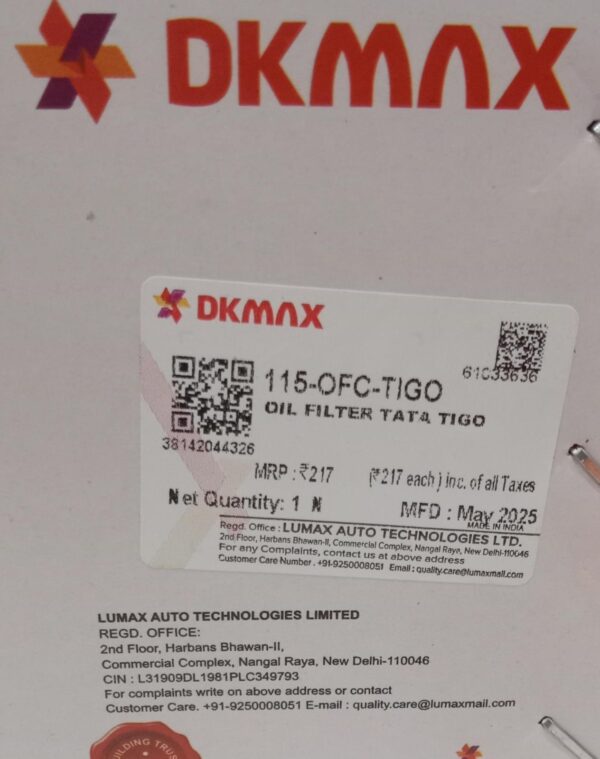 DKMAX
DKMAX
61033636
115-OFC-TIGO
OIL FILTER TATA TIGO
38142044326
MRP : ₹217 (₹217 each) inc. of all Taxes
Net Quantity: 1 N
MFD : May 2025
MADE IN INDIA
Regd. Office : LUMAX AUTO TECHNOLOGIES LTD.
2nd Floor, Harbans Bhawan-II, Commercial Complex, Nangal Raya, New Delhi-110046
For any Complaints, contact us at above address
Customer Care Number. +91-9250008051 Email : quality.care@lumaxmail.com
LUMAX AUTO TECHNOLOGIES LIMITED
REGD. OFFICE:
2nd Floor, Harbans Bhawan-II,
Commercial Complex, Nangal Raya, New Delhi-110046
CIN : L31909DL1981PLC349793
For complaints write on above address or contact
Customer Care. +91-9250008051 E-mail : quality.care@lumaxmail.com
BUILDING TRUST